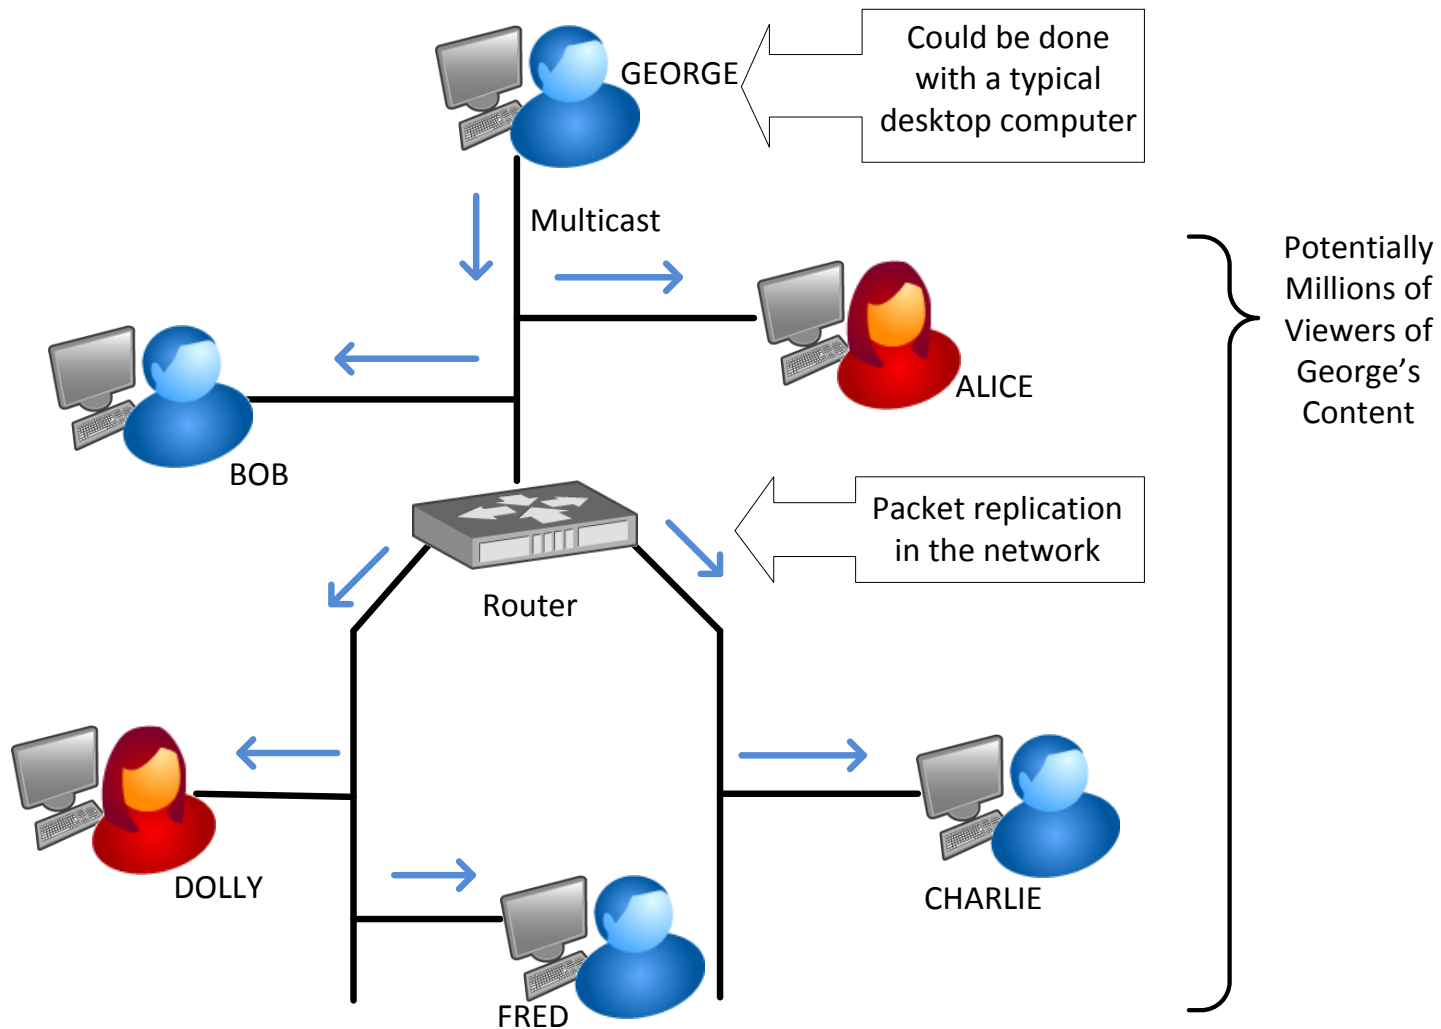 GEORGE
Could be done
with a typical
desktop computer
Multicast
ALICE
Potentially
Millions of
Viewers of
George’s
Content
BOB
Packet replication
in the network
Router
DOLLY
CHARLIE
FRED